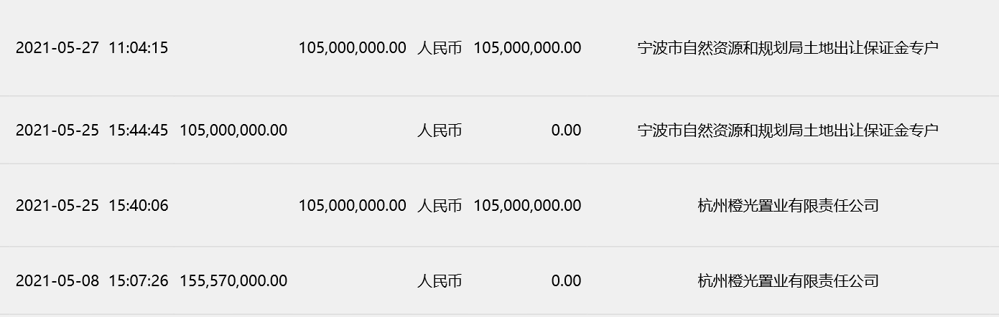 2021-05-27 11:04:15 105,000,000.00 人民币 105,000,000.00 宁波市自然资源和规划局土地出让保证金专户
2021-05-25 15:44:45 105,000,000.00 人民币 0.00 宁波市自然资源和规划局土地出让保证金专户
2021-05-25 15:40:06 105,000,000.00 人民币 105,000,000.00 杭州橙光置业有限责任公司
2021-05-08 15:07:26 155,570,000.00 人民币 0.00 杭州橙光置业有限责任公司